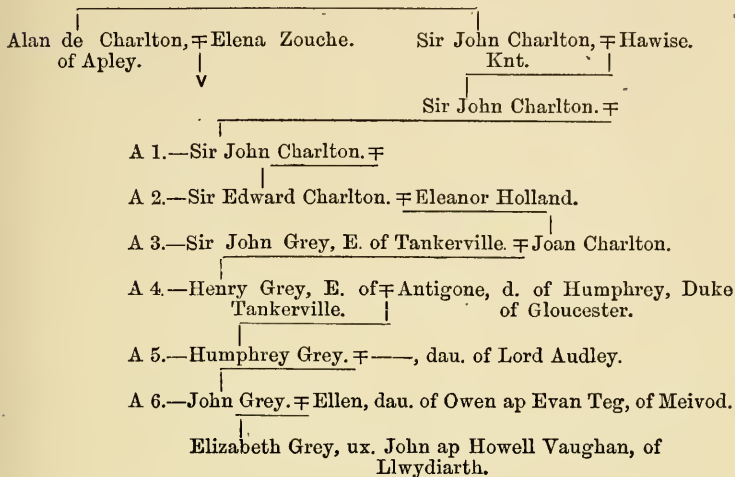 Alan de Charlton, ∓ Elena Zouche. Sir John Charlton, ∓ Hawise.
of Apley. Knt.
Sir John Charlton. ∓
A 1.—Sir John Charlton. ∓
A 2.—Sir Edward Charlton. ∓ Eleanor Holland.
A 3.—Sir John Grey, E. of Tankerville. ∓ Joan Charlton.
A 4.—Henry Grey, E. of ∓ Antigone, d. of Humphrey, Duke
Tankerville. of Gloucester.
A 5.—Humphrey Grey. ∓ ——, dau. of Lord Audley.
A 6.—John Grey. ∓ Ellen, dau. of Owen ap Evan Teg, of Meivod.
Elizabeth Grey, ux. John ap Howell Vaughan, of
Llwydiarth.